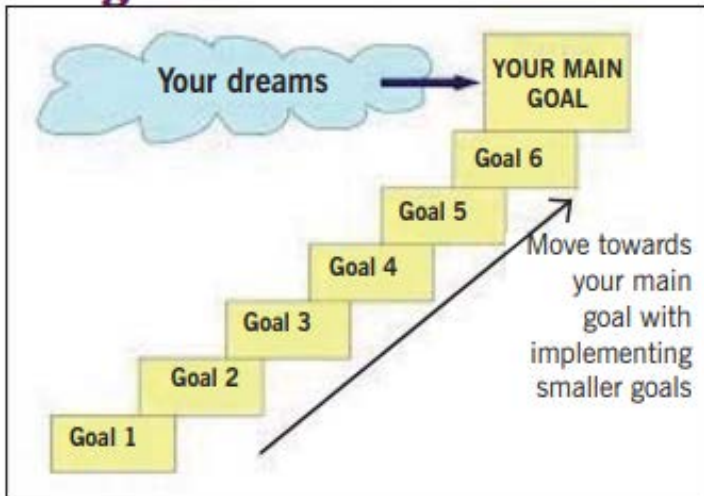 Your dreams
YOUR MAIN
GOAL
Goal 6
Goal 5
Goal 4
Goal 3
Goal 2
Goal 1
Move towards
your main
goal with
implementing
smaller goals